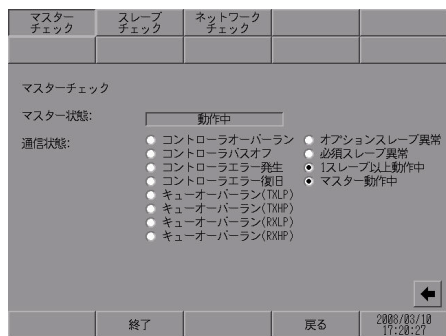 マスター
チェック
スレーブ
チェック
ネットワーク
チェック
マスターチェック
マスター状態:
動作中
通信状態:
コントローラオーバーラン
コントローラバスオフ
コントローラエラー発生
コントローラエラー復旧
キューオーバーラン(TXLP)
キューオーバーラン(TXHP)
キューオーバーラン(RXLP)
キューオーバーラン(RXHP)
オプションスレーブ異常
必須スレーブ異常
1スレーブ以上動作中
マスター動作中
終了
戻る
2008/03/10
17:20:27